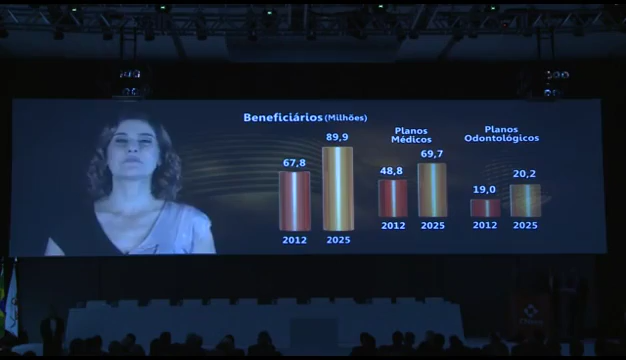 Beneficiários (Milhões)
67,8
89,9
2012
2025
Planos
Médicos
48,8
69,7
2012
2025
Planos
Odontológicos
19,0
20,2
2012
2025